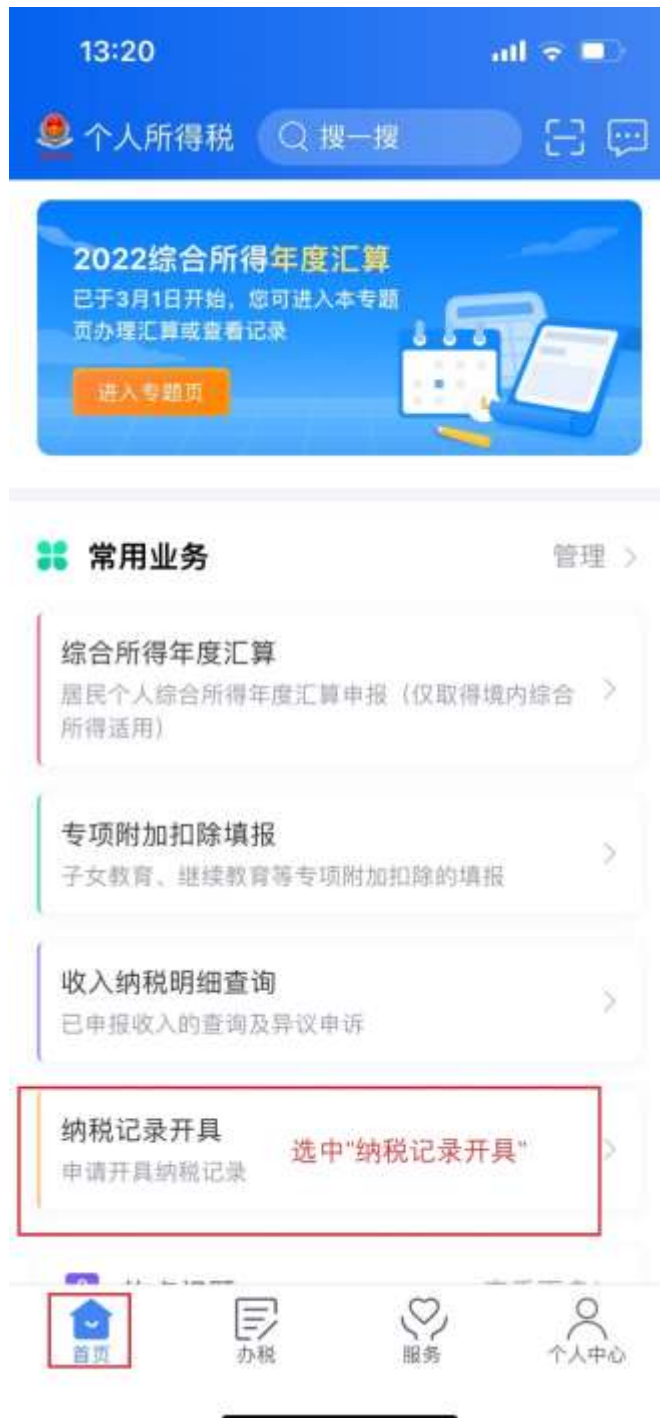 13:20
个人所得税
搜一搜
2022综合所得年度汇算
已于3月1日开始，您可进入本专题
页办理汇算或查看记录
进入专题页
常用业务
管理
综合所得年度汇算
居民个人综合所得年度汇算申报（仅取得境内综合
所得适用）
专项附加扣除填报
子女教育、继续教育等专项附加扣除的填报
收入纳税明细查询
已申报收入的查询及异议申诉
纳税记录开具
选中"纳税记录开具"
申请开具纳税记录
首页
办税
服务
个人中心